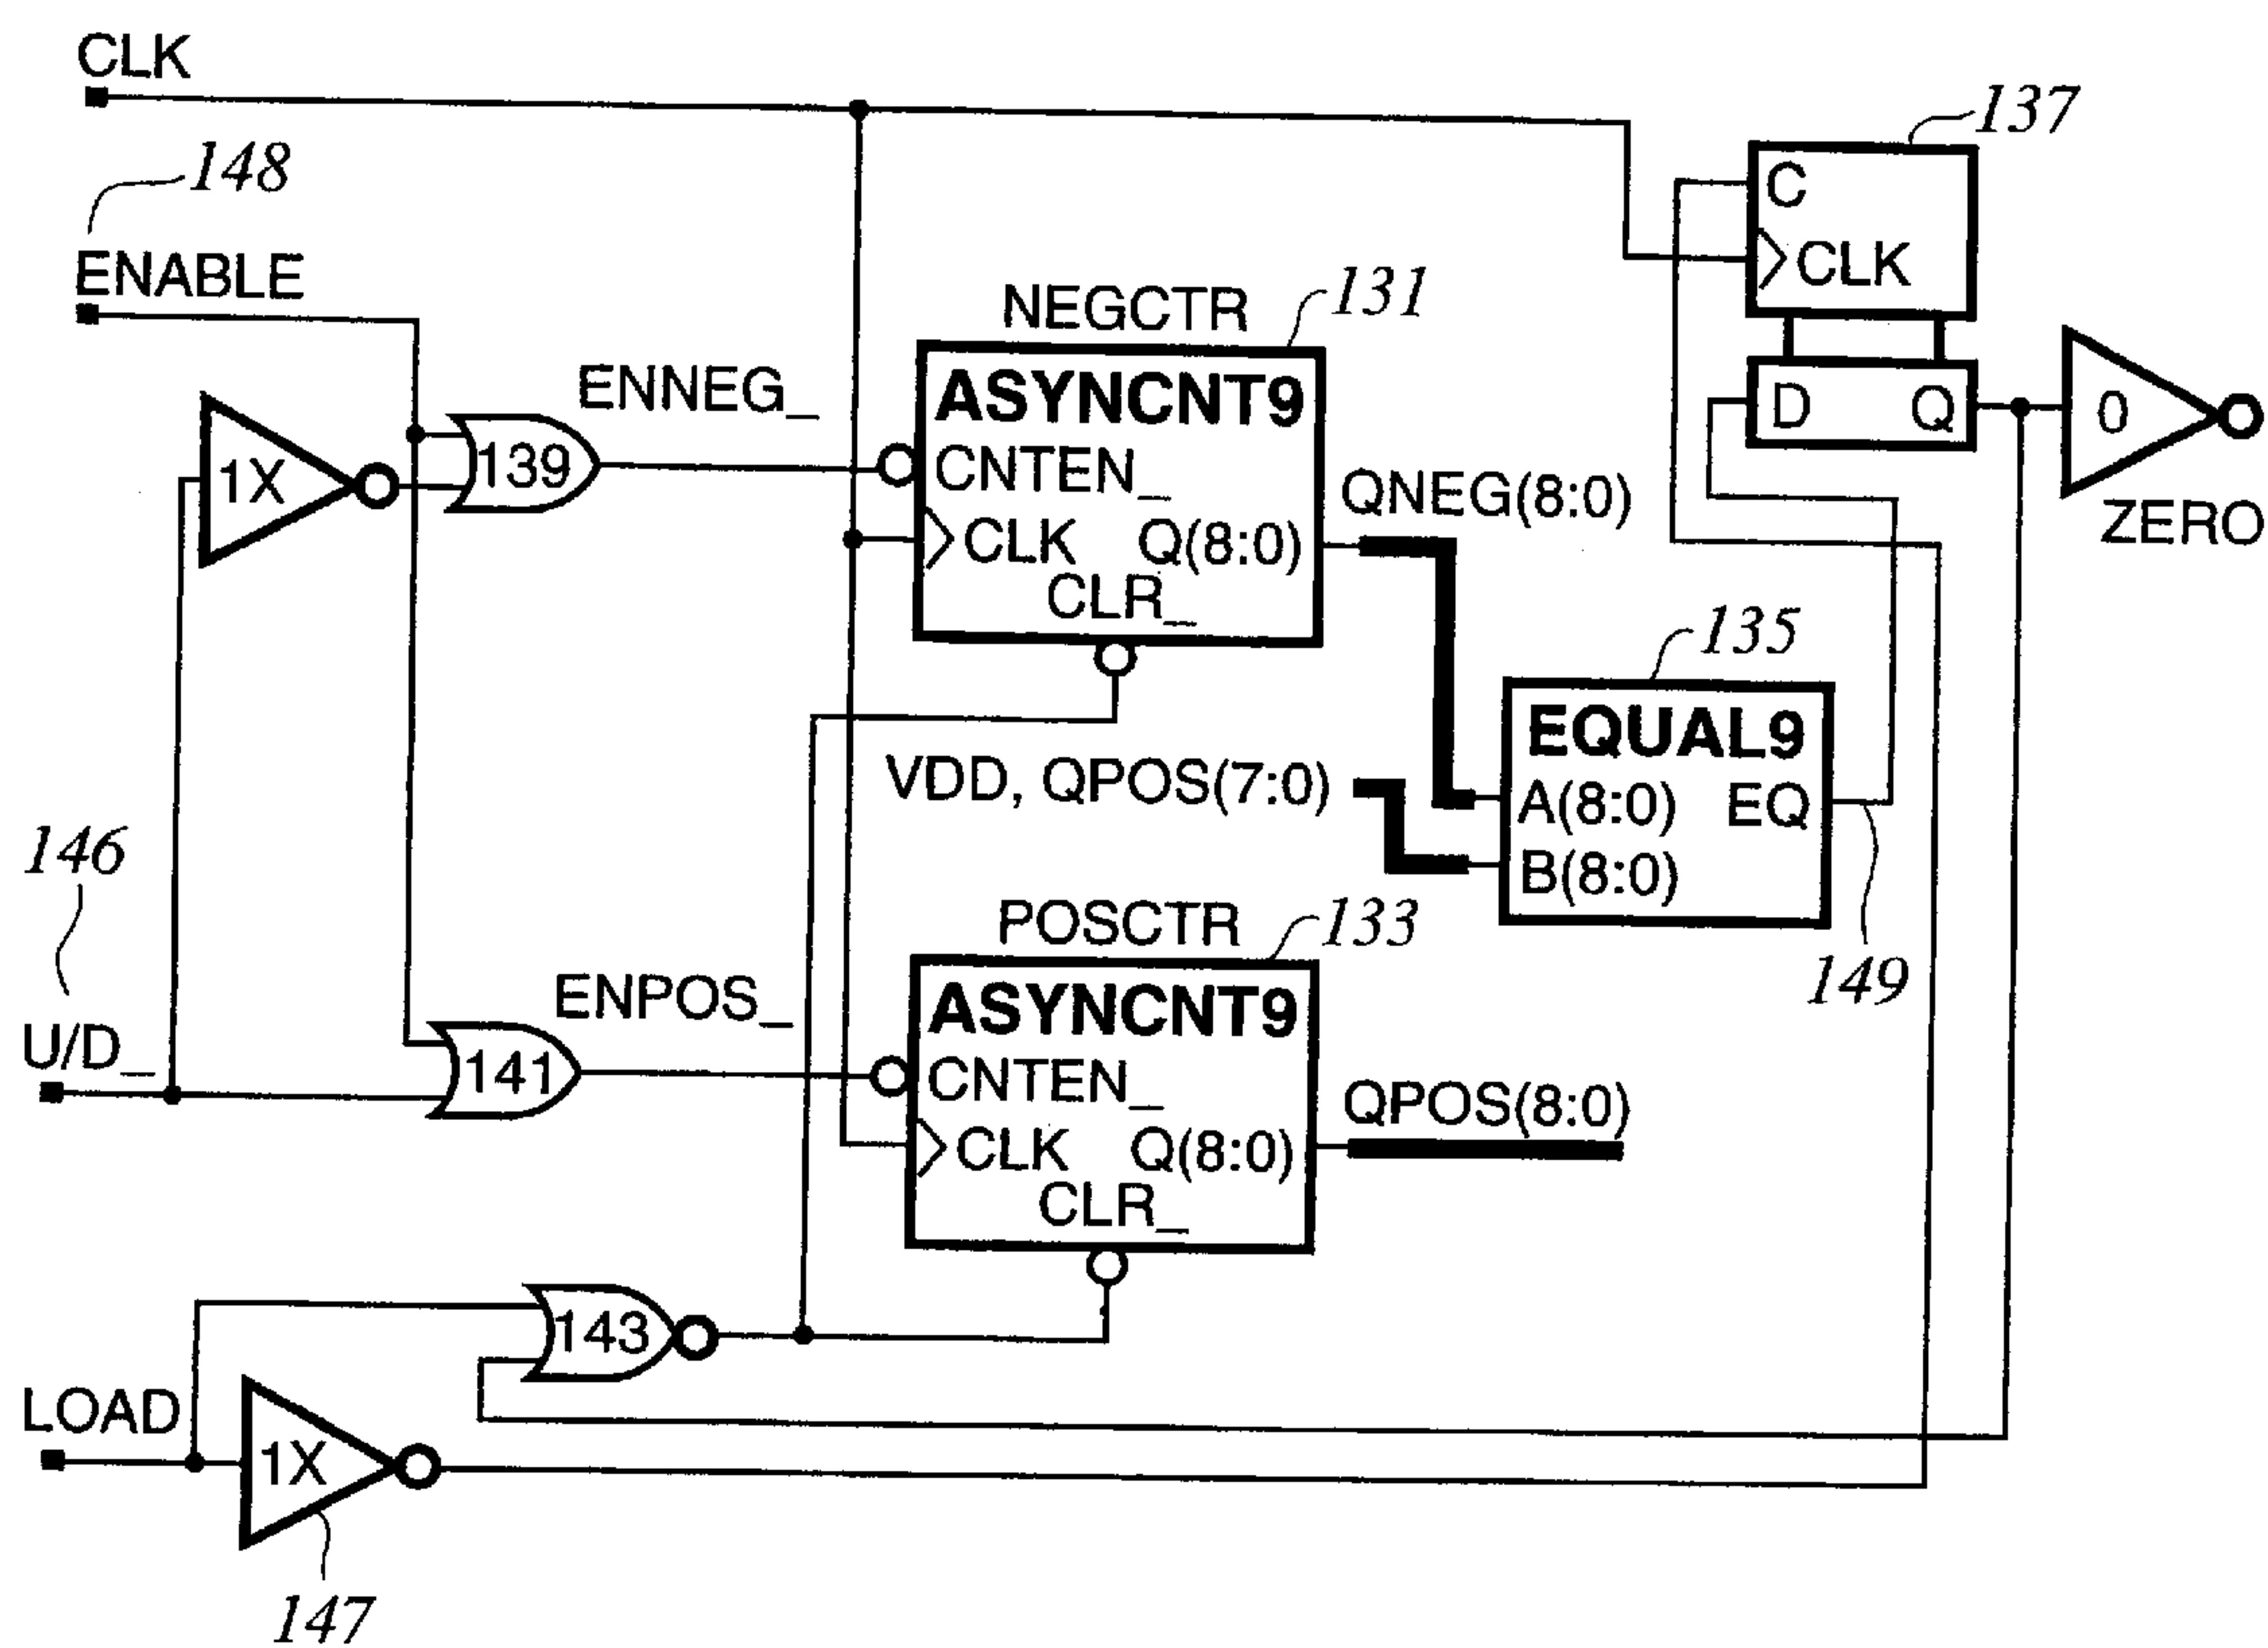 CLK
137
148
C
ENABLE
CLK
NEGCTR
131
ENNEG_
ASYNCNT9
D Q
0
1X
139
CNTEN_
QNEG(8:0)
ZERO
CLK Q(8:0)
CLR_
135
EQUAL9
VDD, QPOS(7:0)
A(8:0) EQ
B(8:0)
146
POSCTR
133
149
ENPOS_
ASYNCNT9
U/D_
141
CNTEN_
QPOS(8:0)
CLK Q(8:0)
CLR_
143
LOAD
1X
147